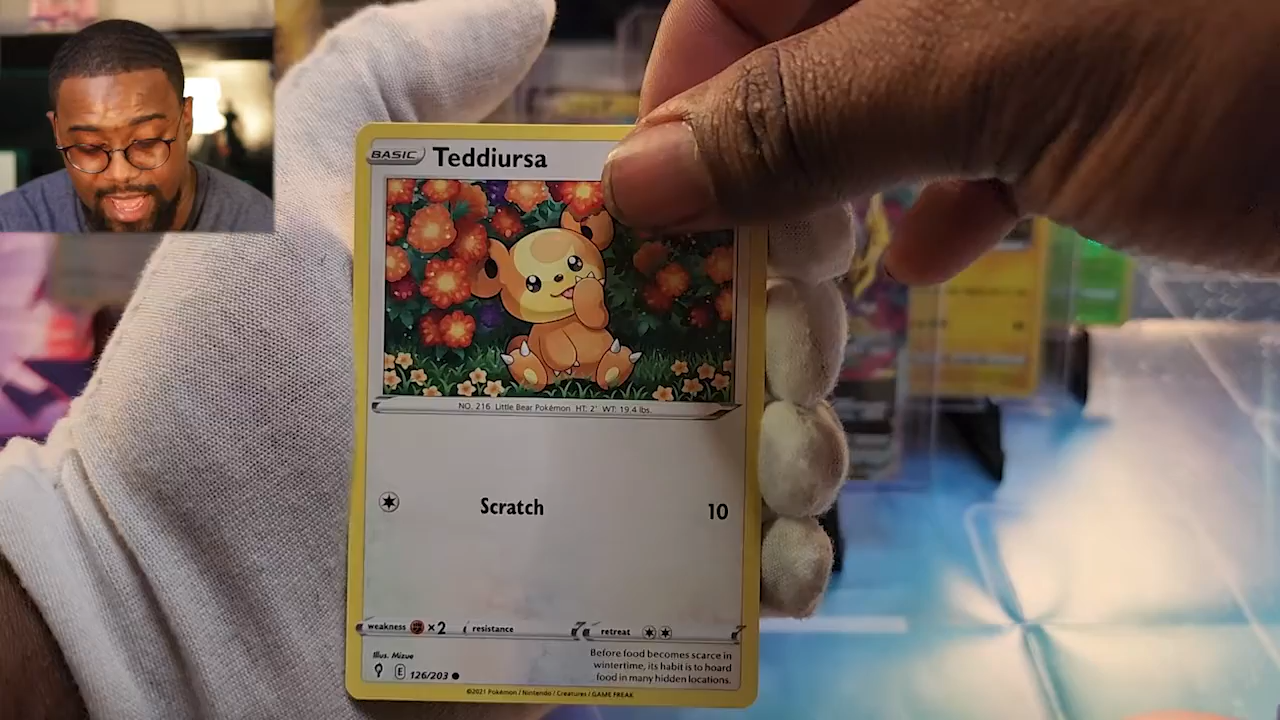 BASIC Teddiursa
NO. 216 Little Bear Pokémon HT: 2' WT: 19.4 lbs.
Scratch 10
weakness ×2 resistance retreat
Before food becomes scarce in
wintertime, its habit is to hoard
food in many hidden locations.
Illus. Mizue
E 126/203
©2021 Pokémon / Nintendo / Creatures / GAME FREAK